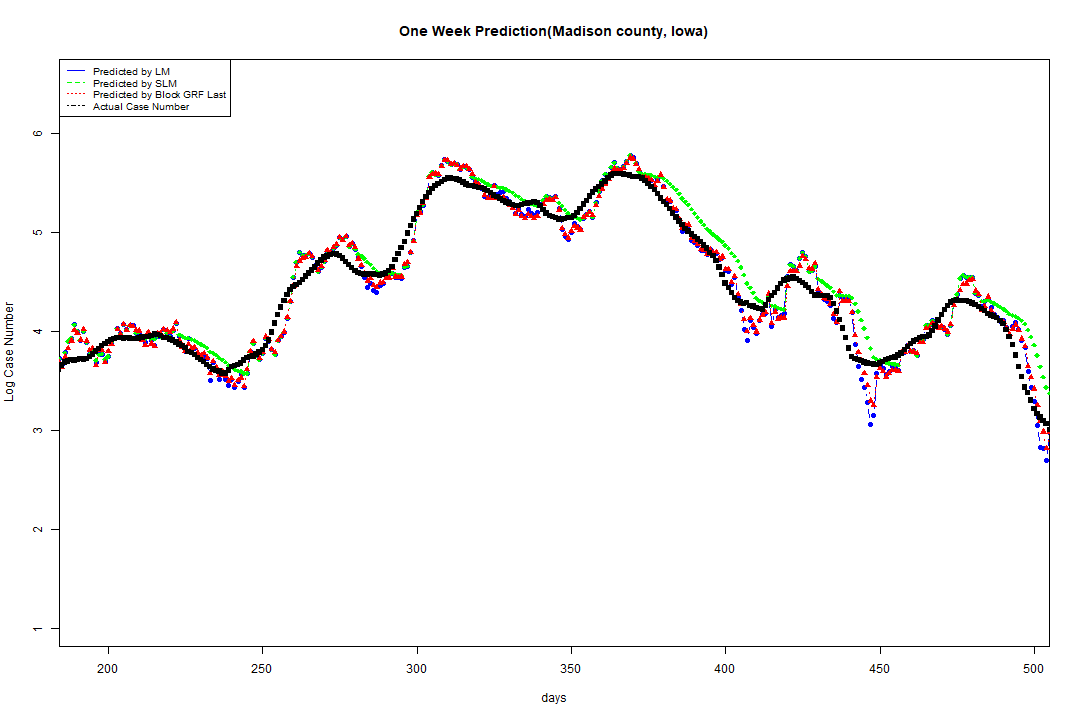 One Week Prediction(Madison county, Iowa)
Predicted by LM
Predicted by SLM
Predicted by Block GRF Last
Actual Case Number
Log Case Number
6
5
4
3
2
1
200 250 300 350 400 450 500
days